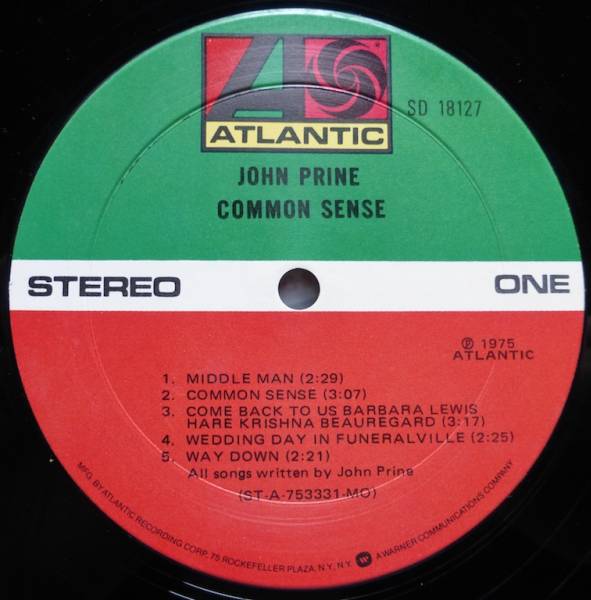 ATLANTIC
SD 18127
JOHN PRINE
COMMON SENSE
STEREO
ONE
℗ 1975
ATLANTIC
1. MIDDLE MAN (2:29)
2. COMMON SENSE (3:07)
3. COME BACK TO US BARBARA LEWIS
HARE KRISHNA BEAUREGARD (3:17)
4. WEDDING DAY IN FUNERALVILLE (2:25)
5. WAY DOWN (2:21)
All songs written by John Prine
(ST-A-753331-MO)
MFG. BY ATLANTIC RECORDING CORP., 75 ROCKEFELLER PLAZA, N.Y. N.Y. W A WARNER COMMUNICATIONS COMPANY